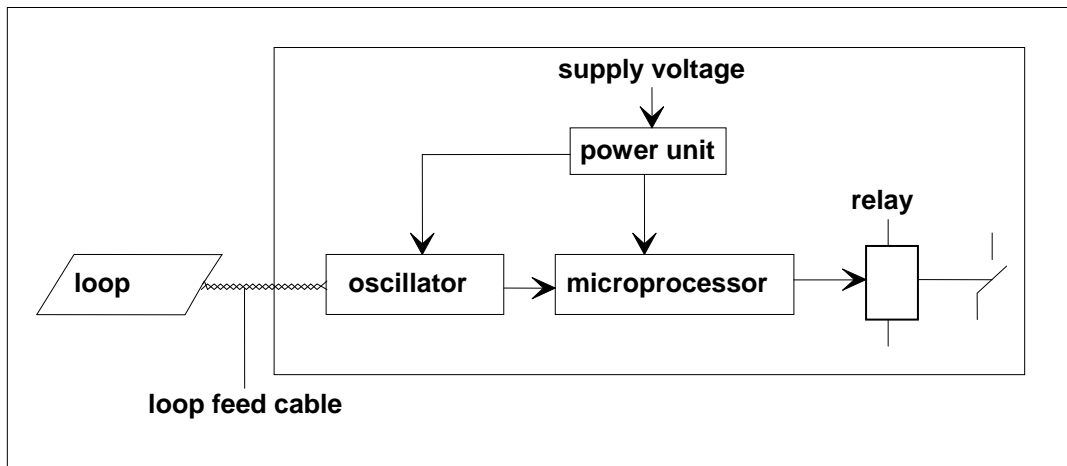 supply voltage
power unit
relay
loop
oscillator
microprocessor
loop feed cable